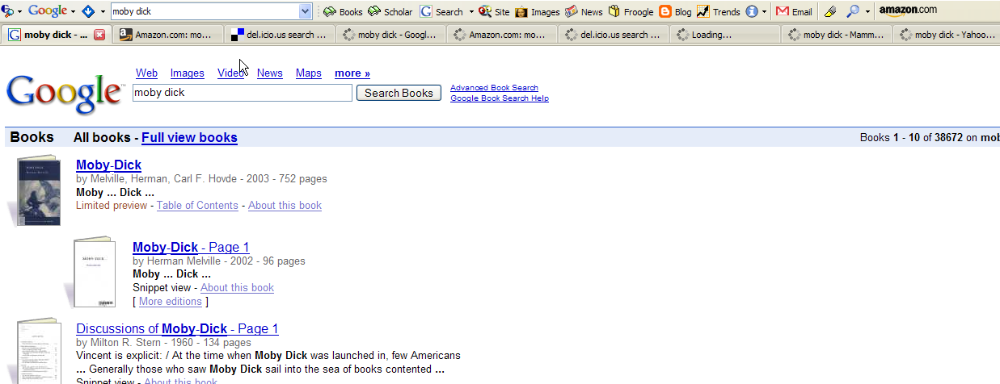 Google moby dick Books Scholar Search Site Images News Froogle Blog Trends Email amazon.com
moby dick - ... Amazon.com: mo... del.icio.us search ... moby dick - Googl... Amazon.com: mo... del.icio.us search ... Loading... moby dick - Mamm... moby dick - Yahoo...
Web Images Video News Maps more »
Google™ moby dick Search Books Advanced Book Search
Google Book Search Help
Books All books - Full view books Books 1 - 10 of 38672 on mob
Moby-Dick
by Melville, Herman, Carl F. Hovde - 2003 - 752 pages
Moby ... Dick ...
Limited preview - Table of Contents - About this book
Moby-Dick - Page 1
by Herman Melville - 2002 - 96 pages
Moby ... Dick ...
Snippet view - About this book
[ More editions ]
Discussions of Moby-Dick - Page 1
by Milton R. Stern - 1960 - 134 pages
Vincent is explicit: / At the time when Moby Dick was launched in, few Americans
... Generally those who saw Moby Dick sail into the sea of books contented ...
Snippet view - About this book